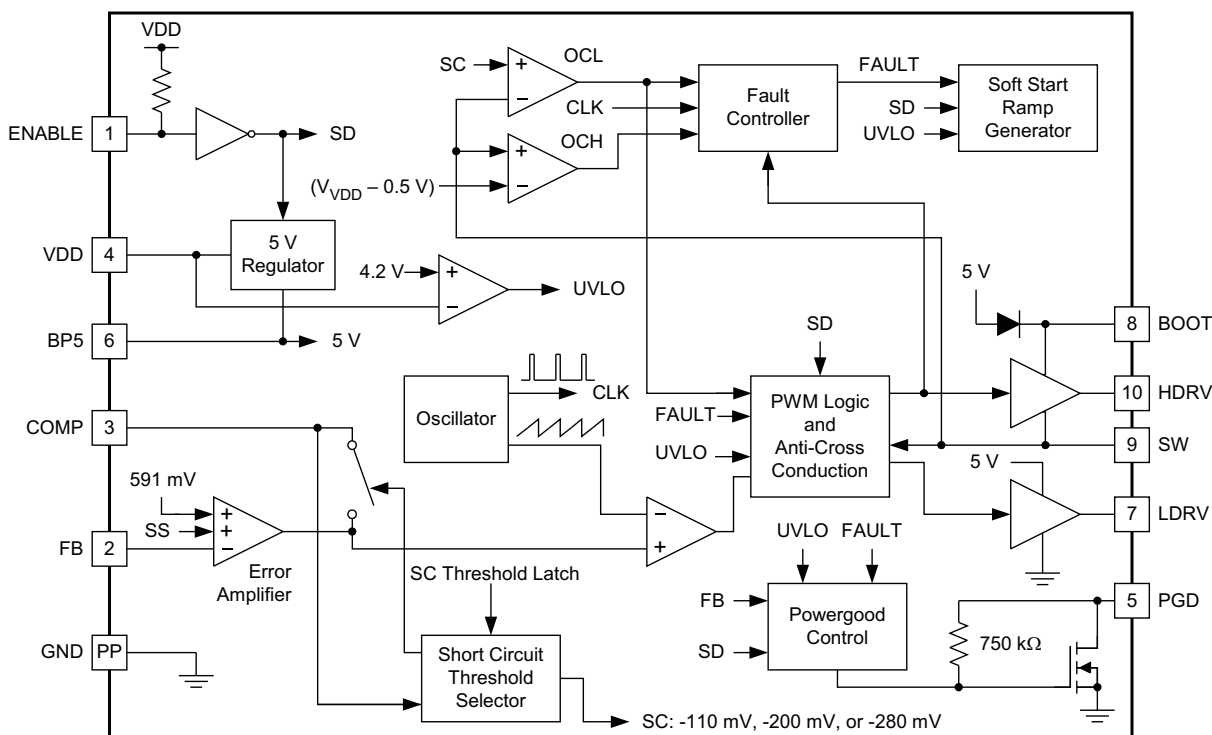 VDD
ENABLE
1
SD
VDD
4
5 V
Regulator
BP5
6
5 V
4.2 V
+
−
UVLO
SC
+
−
OCL
CLK
+
−
OCH
(VVDD – 0.5 V)
Fault
Controller
FAULT
SD
UVLO
Soft Start
Ramp
Generator
5 V
8
BOOT
10
HDRV
9
SW
5 V
7
LDRV
SD
FAULT
UVLO
PWM Logic
and
Anti-Cross
Conduction
Oscillator
CLK
COMP
3
591 mV
SS
+
+
−
FB
2
Error
Amplifier
−
+
GND
PP
SC Threshold Latch
Short Circuit
Threshold
Selector
SC: -110 mV, -200 mV, or -280 mV
UVLO
FAULT
FB
SD
Powergood
Control
750 kΩ
5
PGD